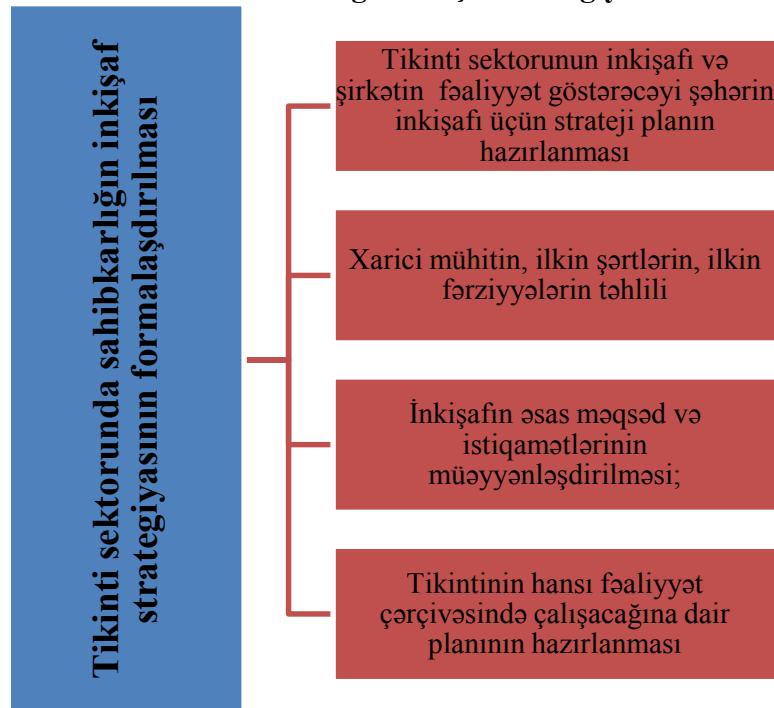 Tikinti sektorunda sahibkarlığın inkişaf
strategiyasının formalaşdırılması
Tikinti sektorunun inkişafı və
şirkətin fəaliyyət göstərəcəyi şəhərin
inkişafı üçün strateji planın
hazırlanması
Xarici mühitin, ilkin şərtlərin, ilkin
fərziyyələrin təhlili
İnkişafın əsas məqsəd və
istiqamətlərinin
müəyyənləşdirilməsi;
Tikintinin hansı fəaliyyət
çərçivəsində çalışacağına dair
planının hazırlanması